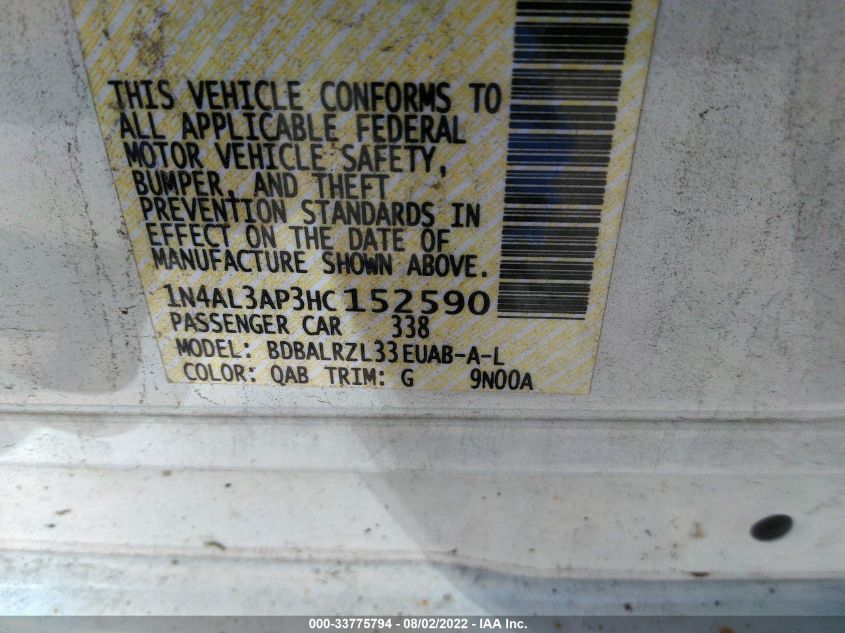 THIS VEHICLE CONFORMS TO
ALL APPLICABLE FEDERAL
MOTOR VEHICLE SAFETY,
BUMPER, AND THEFT
PREVENTION STANDARDS IN
EFFECT ON THE DATE OF
MANUFACTURE SHOWN ABOVE.
1N4AL3AP3HC152590
PASSENGER CAR 338
MODEL: BDBALRZL33EUAB-A-L
COLOR: QAB TRIM: G 9N00A
000-33775794 - 08/02/2022 - IAA Inc.